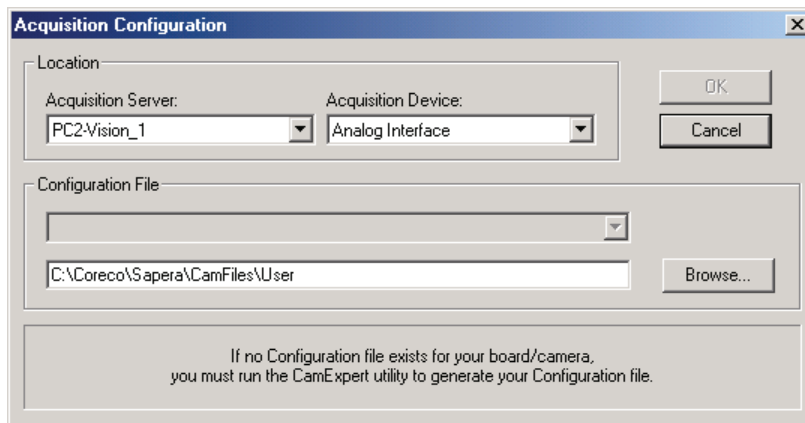 Acquisition Configuration
Location
Acquisition Server:
Acquisition Device:
PC2-Vision_1
Analog Interface
OK
Cancel
Configuration File
C:\Coreco\Sapera\CamFiles\User
Browse...
If no Configuration file exists for your board/camera,
you must run the CamExpert utility to generate your Configuration file.